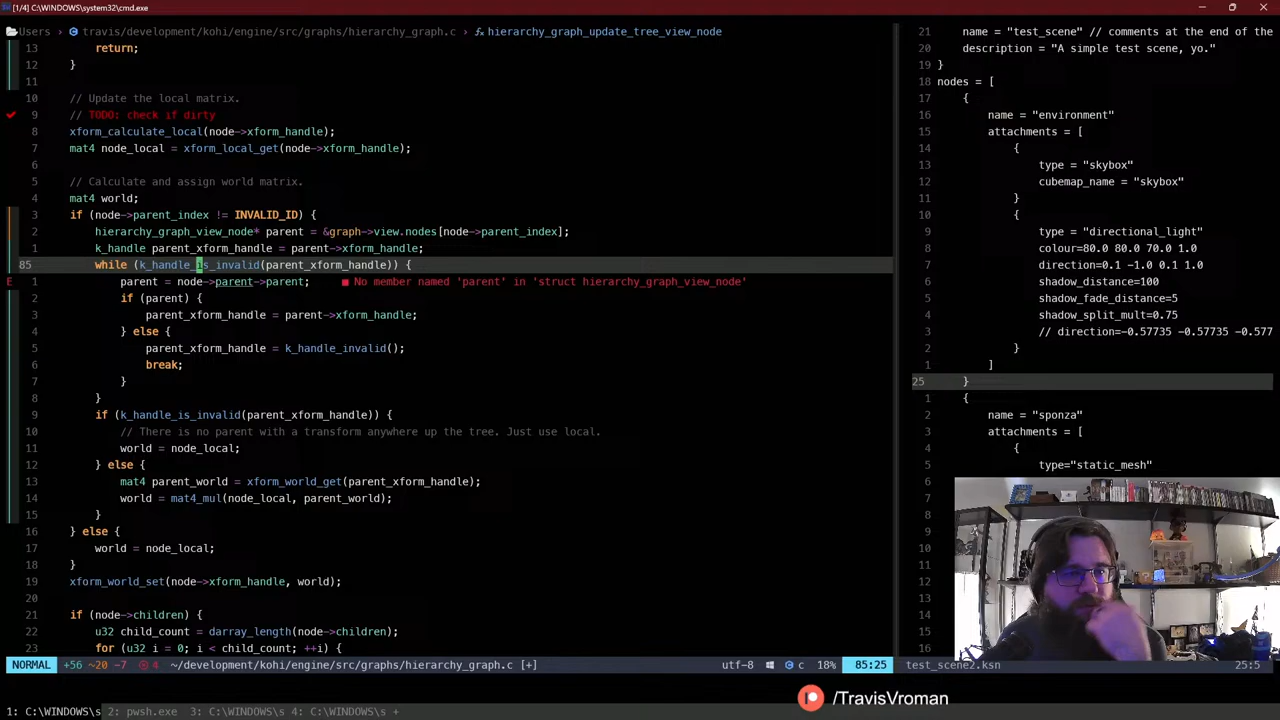 [1/4] C:\WINDOWS\system32\cmd.exe
Users > travis/development/kohi/engine/src/graphs/hierarchy_graph.c > hierarchy_graph_update_tree_view_node
13 return;
12 }
11
10 // Update the local matrix.
9 // TODO: check if dirty
8 xform_calculate_local(node->xform_handle);
7 mat4 node_local = xform_local_get(node->xform_handle);
6
5 // Calculate and assign world matrix.
4 mat4 world;
3 if (node->parent_index != INVALID_ID) {
2 hierarchy_graph_view_node* parent = &graph->view.nodes[node->parent_index];
1 k_handle parent_xform_handle = parent->xform_handle;
85 while (k_handle_is_invalid(parent_xform_handle)) {
E 1 parent = node->parent->parent; ■ No member named 'parent' in 'struct hierarchy_graph_view_node'
2 if (parent) {
3 parent_xform_handle = parent->xform_handle;
4 } else {
5 parent_xform_handle = k_handle_invalid();
6 break;
7 }
8 }
9 if (k_handle_is_invalid(parent_xform_handle)) {
10 // There is no parent with a transform anywhere up the tree. Just use local.
11 world = node_local;
12 } else {
13 mat4 parent_world = xform_world_get(parent_xform_handle);
14 world = mat4_mul(node_local, parent_world);
15 }
16 } else {
17 world = node_local;
18 }
19 xform_world_set(node->xform_handle, world);
20
21 if (node->children) {
22 u32 child_count = darray_length(node->children);
23 for (u32 i = 0; i < child_count; ++i) {
NORMAL +56 ~20 -7 4 ~/development/kohi/engine/src/graphs/hierarchy_graph.c [+] utf-8 c 18% 85:25
21 name = "test_scene" // comments at the end of the
20 description = "A simple test scene, yo."
19 }
18 nodes = [
17 {
16 name = "environment"
15 attachments = [
14 {
13 type = "skybox"
12 cubemap_name = "skybox"
11 }
10 {
9 type = "directional_light"
8 colour=80.0 80.0 70.0 1.0
7 direction=0.1 -1.0 0.1 1.0
6 shadow_distance=100
5 shadow_fade_distance=5
4 shadow_split_mult=0.75
3 // direction=-0.57735 -0.57735 -0.577
2 }
1 ]
25 }
1 {
2 name = "sponza"
3 attachments = [
4 {
5 type="static_mesh"
6
7
8
9
10
11
12
13
14
15
16
test_scene2.ksn 25:5
/TravisVroman
1: C:\WINDOWS\s 2: pwsh.exe 3: C:\WINDOWS\s 4: C:\WINDOWS\s +